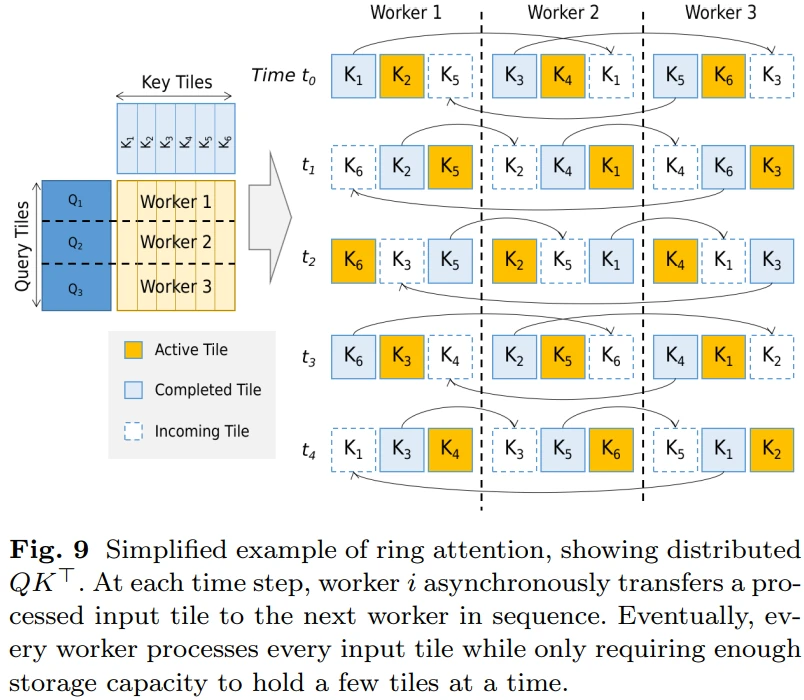 Worker 1 Worker 2 Worker 3
Key Tiles
Time t0 K1 K2 K5 K3 K4 K1 K5 K6 K3
K1 K2 K3 K4 K5 K6
t1 K6 K2 K5 K2 K4 K1 K4 K6 K3
Query Tiles
Q1 Worker 1
Q2 Worker 2
Q3 Worker 3
t2 K6 K3 K5 K2 K5 K1 K4 K1 K3
Active Tile
Completed Tile
Incoming Tile
t3 K6 K3 K4 K2 K5 K6 K4 K1 K2
t4 K1 K3 K4 K3 K5 K6 K5 K1 K2
Fig. 9 Simplified example of ring attention, showing distributed
QK⊤. At each time step, worker i asynchronously transfers a pro-
cessed input tile to the next worker in sequence. Eventually, ev-
ery worker processes every input tile while only requiring enough
storage capacity to hold a few tiles at a time.